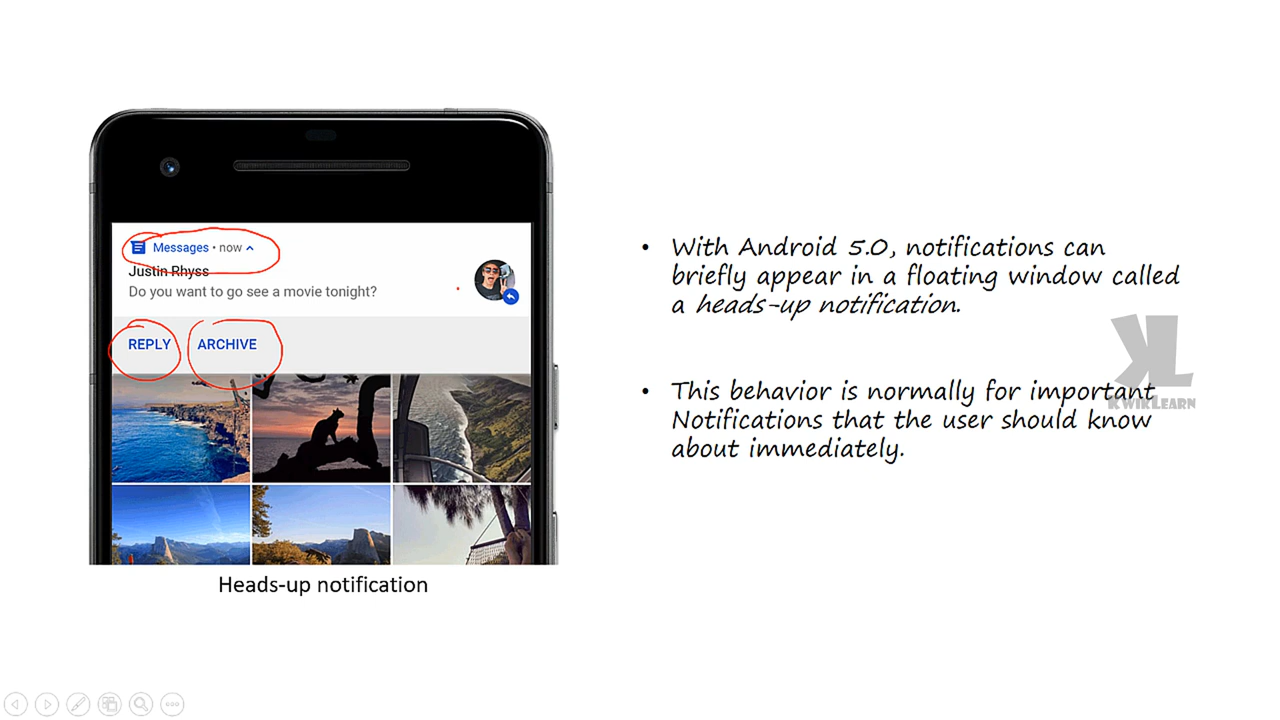 Messages • now
Justin Rhyss
Do you want to go see a movie tonight?
REPLY ARCHIVE
Heads-up notification
• With Android 5.0, notifications can
briefly appear in a floating window called
a heads-up notification.
• This behavior is normally for important
Notifications that the user should know
about immediately.
KL
KWIKLEARN